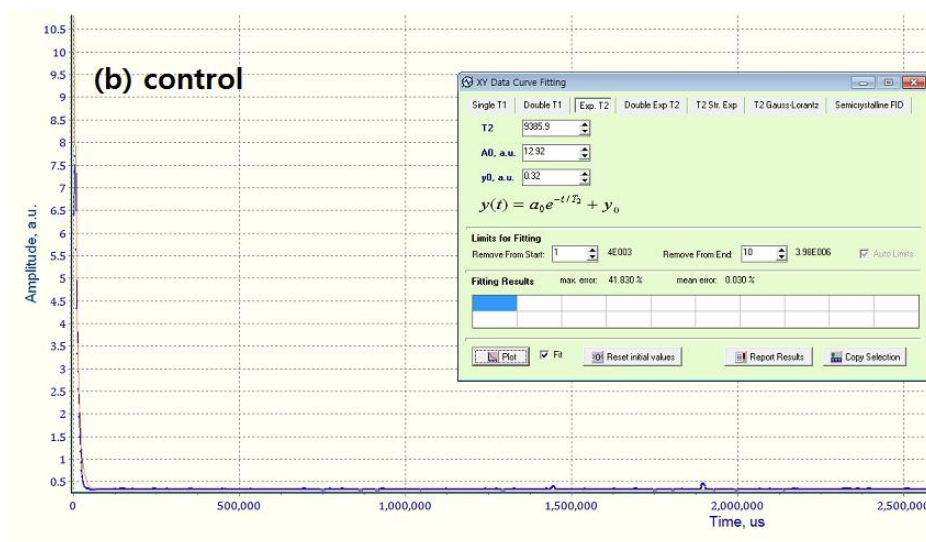 10.5
10
9.5
9
8.5
8
7.5
7
6.5
6
5.5
5
4.5
4
3.5
3
2.5
2
1.5
1
0.5
Amplitude, a.u.
(b) control
XY Data Curve Fitting
Single T1 Double T1 Exp. T2 Double Exp T2 T2 Str. Exp T2 Gauss-Lorantz Semicrystalline FID
T2 9385.9
A0, a.u. 12.92
y0, a.u. 0.32
y(t) = a₀e^{-t/T₂} + y₀
Limits for Fitting
Remove From Start: 1 4E003 Remove From End: 10 3.98E006 Auto Limits
Fitting Results max. error: 41.830 % mean error: 0.030 %
Plot Fit Reset initial values Report Results Copy Selection
0 500,000 1,000,000 1,500,000 2,000,000 2,500,
Time, us